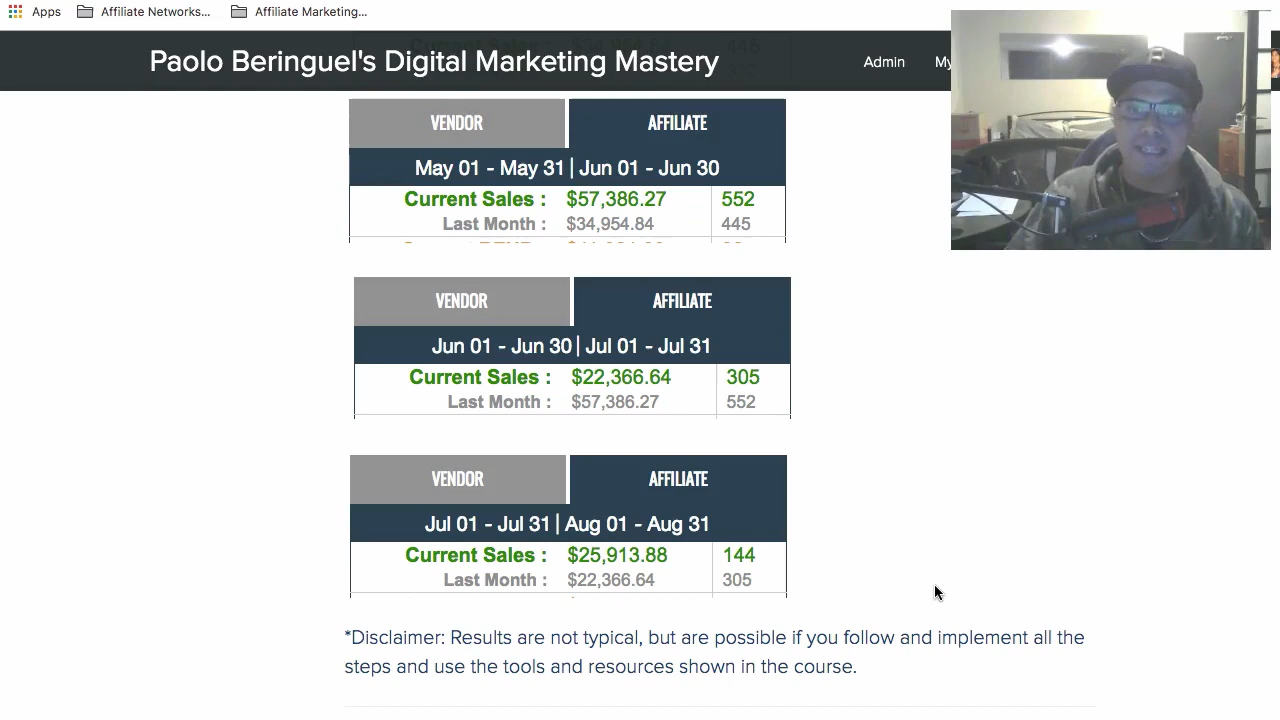 Apps Affiliate Networks... Affiliate Marketing...
Paolo Beringuel's Digital Marketing Mastery Admin My
VENDOR AFFILIATE
May 01 - May 31 | Jun 01 - Jun 30
Current Sales : $57,386.27 552
Last Month : $34,954.84 445
VENDOR AFFILIATE
Jun 01 - Jun 30 | Jul 01 - Jul 31
Current Sales : $22,366.64 305
Last Month : $57,386.27 552
VENDOR AFFILIATE
Jul 01 - Jul 31 | Aug 01 - Aug 31
Current Sales : $25,913.88 144
Last Month : $22,366.64 305
*Disclaimer: Results are not typical, but are possible if you follow and implement all the
steps and use the tools and resources shown in the course.